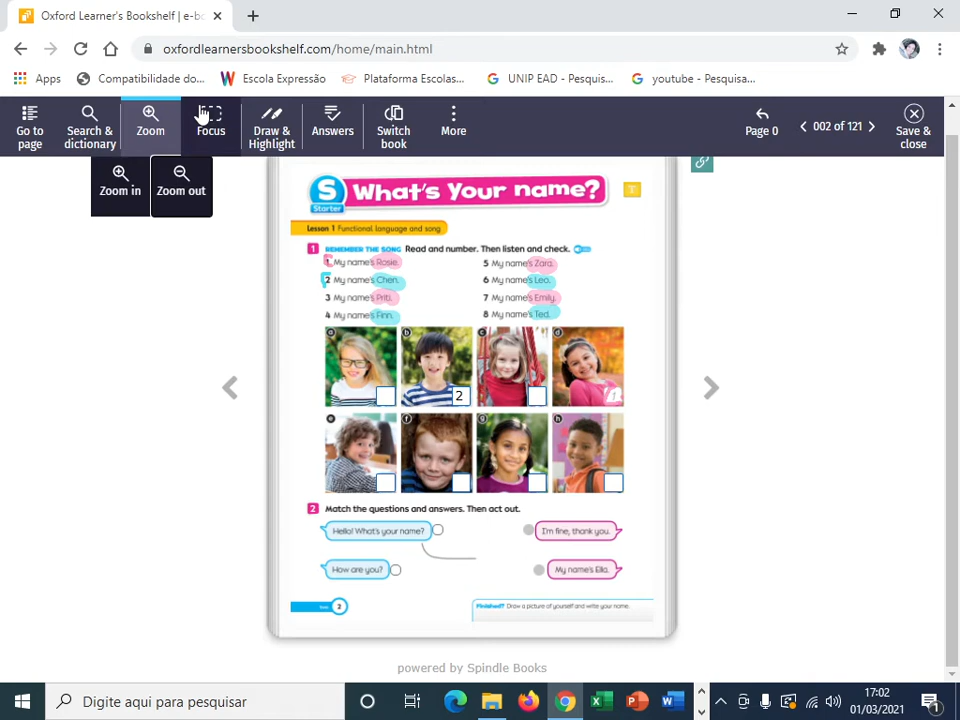 Oxford Learner's Bookshelf | e-bo
oxfordlearnersbookshelf.com/home/main.html
Apps
Compatibilidade do...
Escola Expressão
Plataforma Escolas...
UNIP EAD - Pesquis...
youtube - Pesquisa...
Go to page
Search & dictionary
Zoom
Focus
Draw & Highlight
Answers
Switch book
More
Page 0
002 of 121
Save & close
Zoom in
Zoom out
S
Starter
What's Your name?
T
Lesson 1 Functional language and song
1 REMEMBER THE SONG Read and number. Then listen and check.
1 My name's Rosie.
2 My name's Chen.
3 My name's Priti.
4 My name's Finn.
5 My name's Zara.
6 My name's Leo.
7 My name's Emily.
8 My name's Ted.
a
b
2
c
d
1
e
f
g
h
2 Match the questions and answers. Then act out.
Hello! What's your name?
I'm fine, thank you.
How are you?
My name's Ella.
2
Finished? Draw a picture of yourself and write your name.
powered by Spindle Books
Digite aqui para pesquisar
17:02
01/03/2021
1